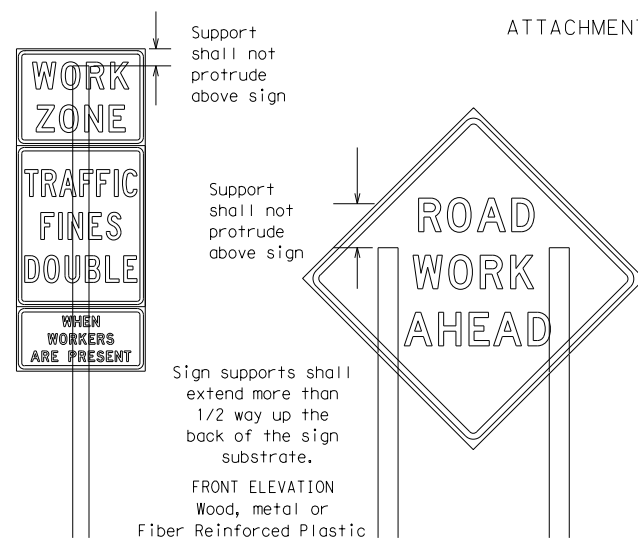 ATTACHMENT
Support
shall not
protrude
above sign
WORK
ZONE
TRAFFIC
FINES
DOUBLE
WHEN
WORKERS
ARE PRESENT
Support
shall not
protrude
above sign
ROAD
WORK
AHEAD
Sign supports shall
extend more than
1/2 way up the
back of the sign
substrate.
FRONT ELEVATION
Wood, metal or
Fiber Reinforced Plastic